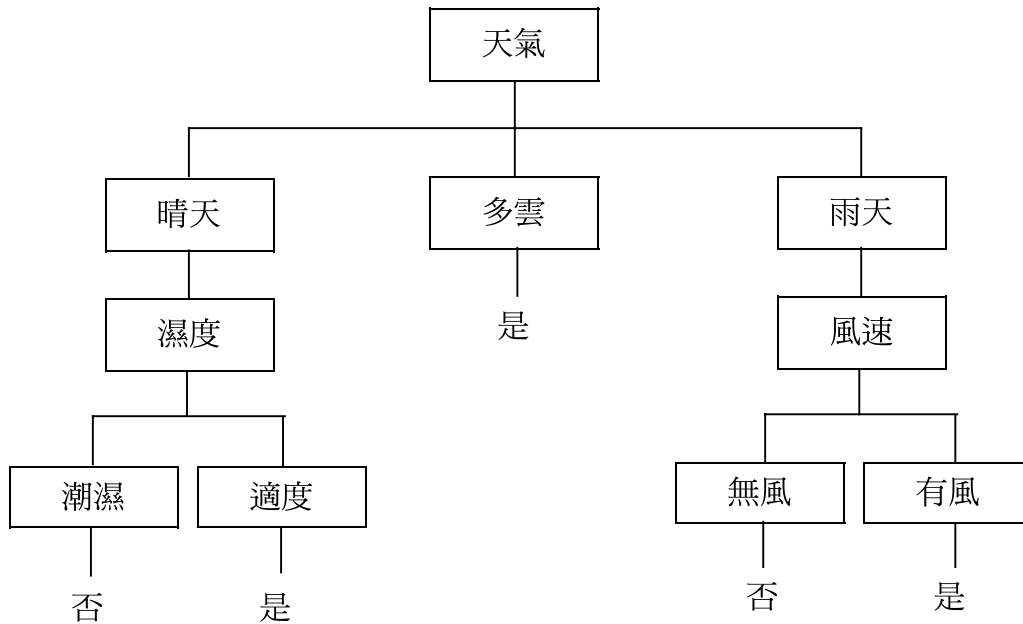 天氣
晴天
多雲
雨天
濕度
是
風速
潮濕
適度
無風
有風
否
是
否
是